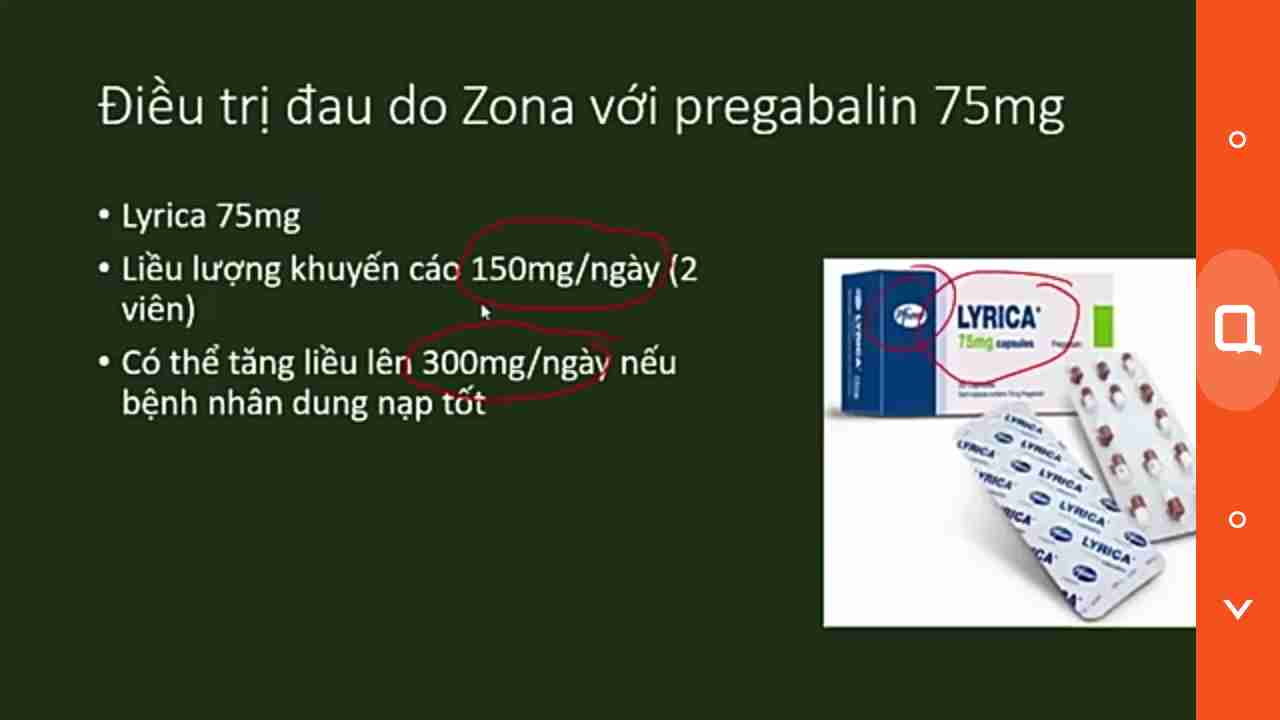 Điều trị đau do Zona với pregabalin 75mg
• Lyrica 75mg
• Liều lượng khuyến cáo 150mg/ngày (2
viên)
• Có thể tăng liều lên 300mg/ngày nếu
bệnh nhân dung nạp tốt
Pfizer
LYRICA
75mg capsules
LYRICA
LYRICA
LYRICA
LYRICA
Pfizer